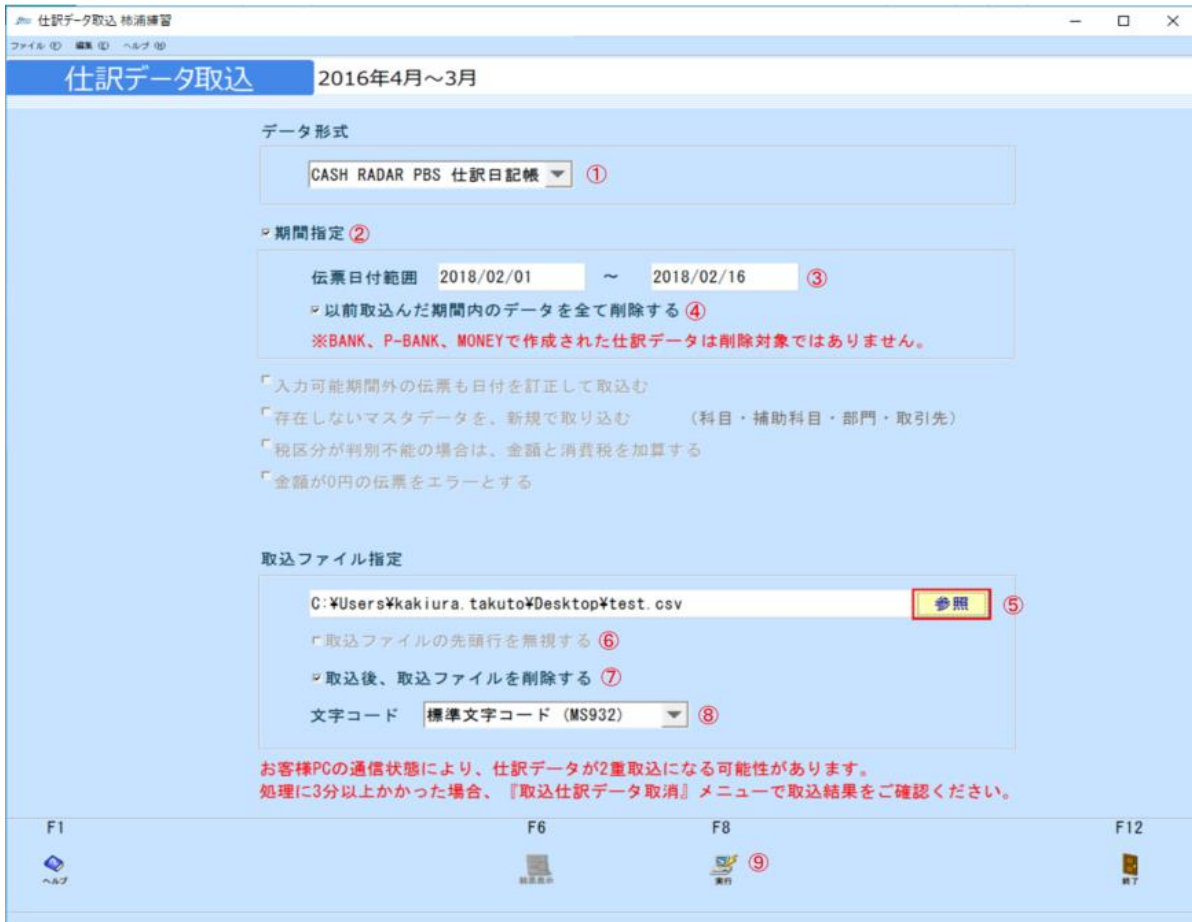 仕訳データ取込 柿浦練習
ファイル(F) 編集(E) ヘルプ(H)
仕訳データ取込 2016年4月～3月
データ形式
CASH RADAR PBS 仕訳日記帳 ①
期間指定 ②
伝票日付範囲 2018/02/01 ～ 2018/02/16 ③
以前取込んだ期間内のデータを全て削除する ④
※BANK、P-BANK、MONEYで作成された仕訳データは削除対象ではありません。
入力可能期間外の伝票も日付を訂正して取込む
存在しないマスタデータを、新規で取り込む (科目・補助科目・部門・取引先)
税区分が判別不能の場合は、金額と消費税を加算する
金額が0円の伝票をエラーとする
取込ファイル指定
C:¥Users¥kakiura.takuto¥Desktop¥test.csv 参照 ⑤
取込ファイルの先頭行を無視する ⑥
取込後、取込ファイルを削除する ⑦
文字コード 標準文字コード (MS932) ⑧
お客様PCの通信状態により、仕訳データが2重取込になる可能性があります。
処理に3分以上かかった場合、『取込仕訳データ取消』メニューで取込結果をご確認ください。
F1 F6 F8 F12
ヘルプ 実行 ⑨ 終了